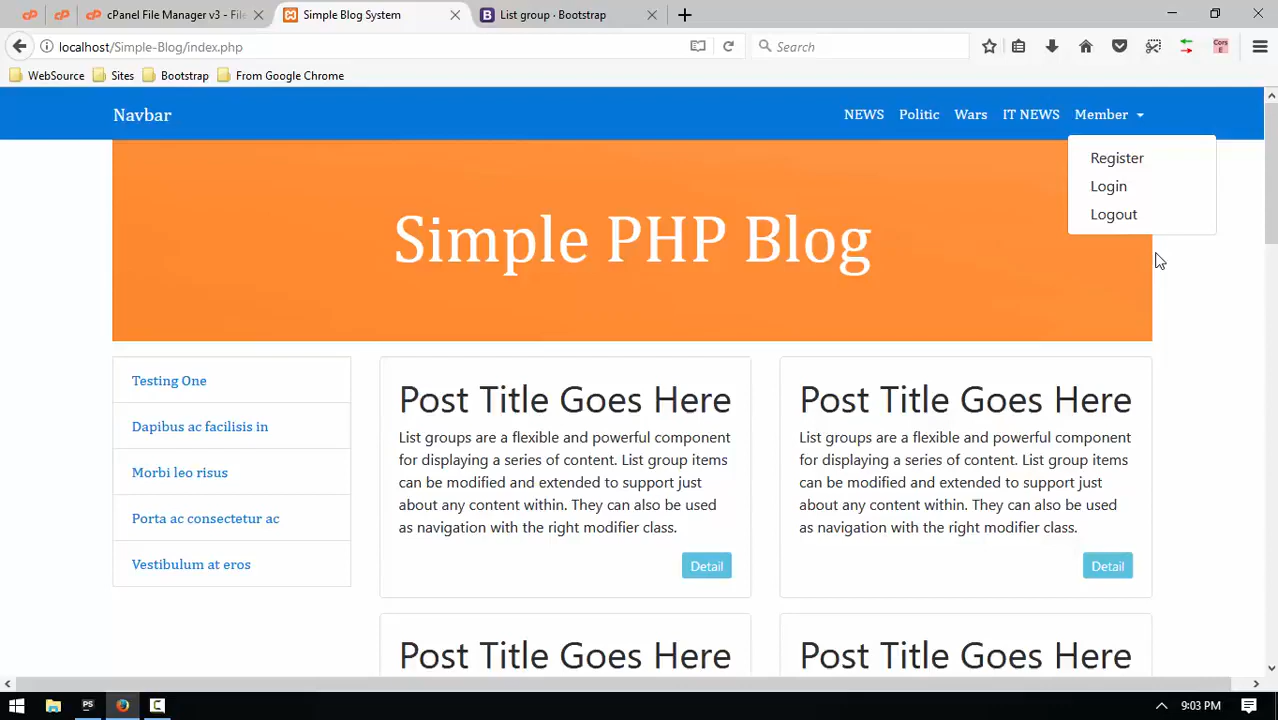 cPanel File Manager v3 - File
Simple Blog System
List group · Bootstrap
localhost/Simple-Blog/index.php
Search
WebSource
Sites
Bootstrap
From Google Chrome
Navbar
NEWS
Politic
Wars
IT NEWS
Member
Register
Login
Logout
Simple PHP Blog
Testing One
Dapibus ac facilisis in
Morbi leo risus
Porta ac consectetur ac
Vestibulum at eros
Post Title Goes Here
List groups are a flexible and powerful component
for displaying a series of content. List group items
can be modified and extended to support just
about any content within. They can also be used
as navigation with the right modifier class.
Detail
Post Title Goes Here
List groups are a flexible and powerful component
for displaying a series of content. List group items
can be modified and extended to support just
about any content within. They can also be used
as navigation with the right modifier class.
Detail
Post Title Goes Here
Post Title Goes Here
9:03 PM